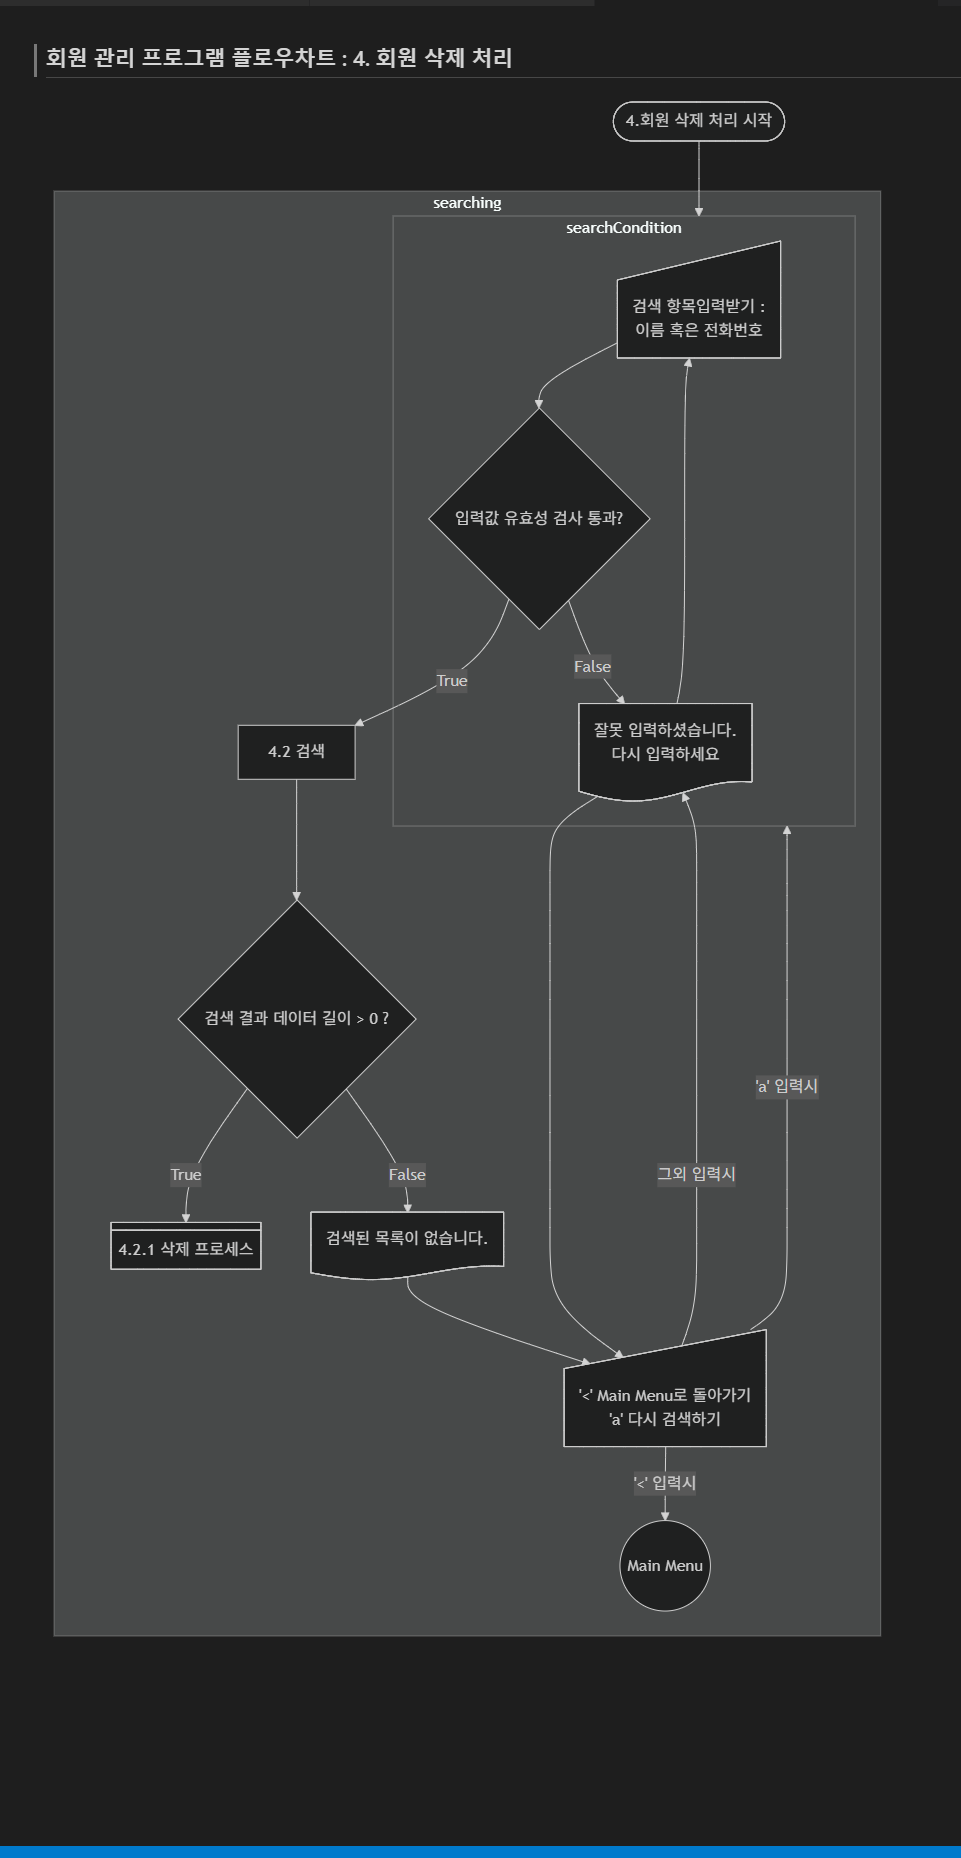 회원 관리 프로그램 플로우차트 : 4. 회원 삭제 처리
4.회원 삭제 처리 시작
searching
searchCondition
검색 항목입력받기 :
이름 혹은 전화번호
입력값 유효성 검사 통과?
False
True
잘못 입력하셨습니다.
다시 입력하세요
4.2 검색
검색 결과 데이터 길이 > 0 ?
'a' 입력시
True
False
그외 입력시
4.2.1 삭제 프로세스
검색된 목록이 없습니다.
'<' Main Menu로 돌아가기
'a' 다시 검색하기
'<' 입력시
Main Menu